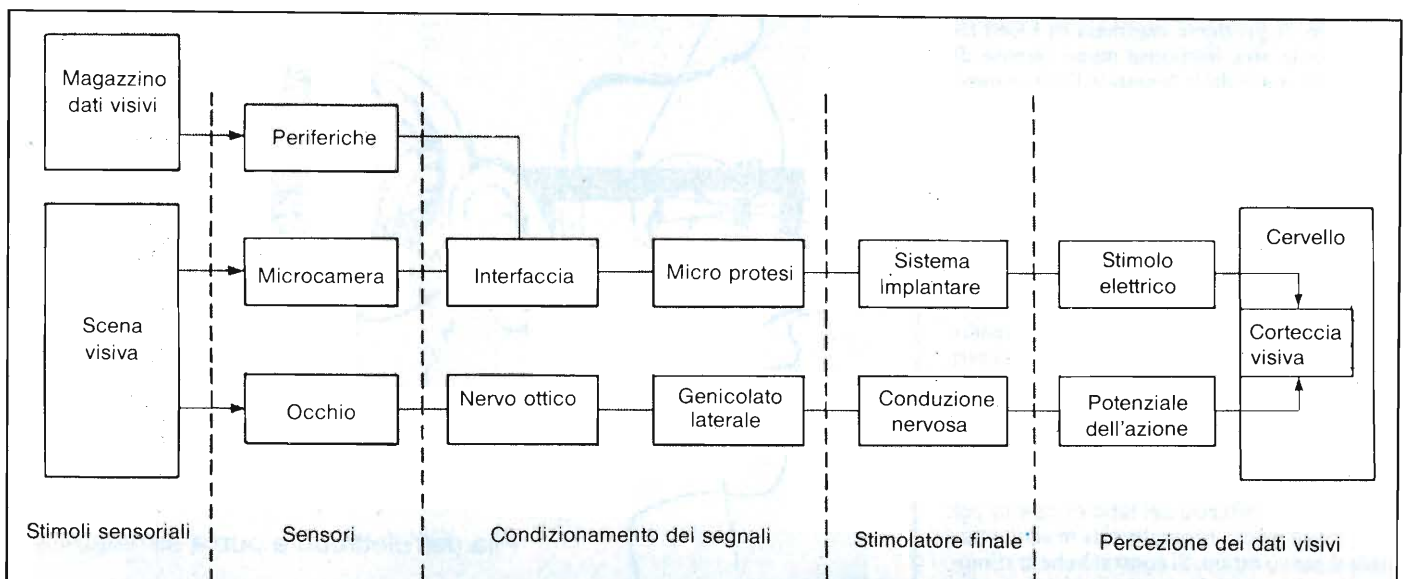 Magazzino
dati visivi
Periferiche
Scena
visiva
Microcamera
Interfaccia
Micro protesi
Sistema
implantare
Stimolo
elettrico
Cervello
Corteccia
visiva
Occhio
Nervo ottico
Genicolato
laterale
Conduzione
nervosa
Potenziale
dell'azione
Stimoli sensoriali
Sensori
Condizionamento dei segnali
Stimolatore finale
Percezione dei dati visivi